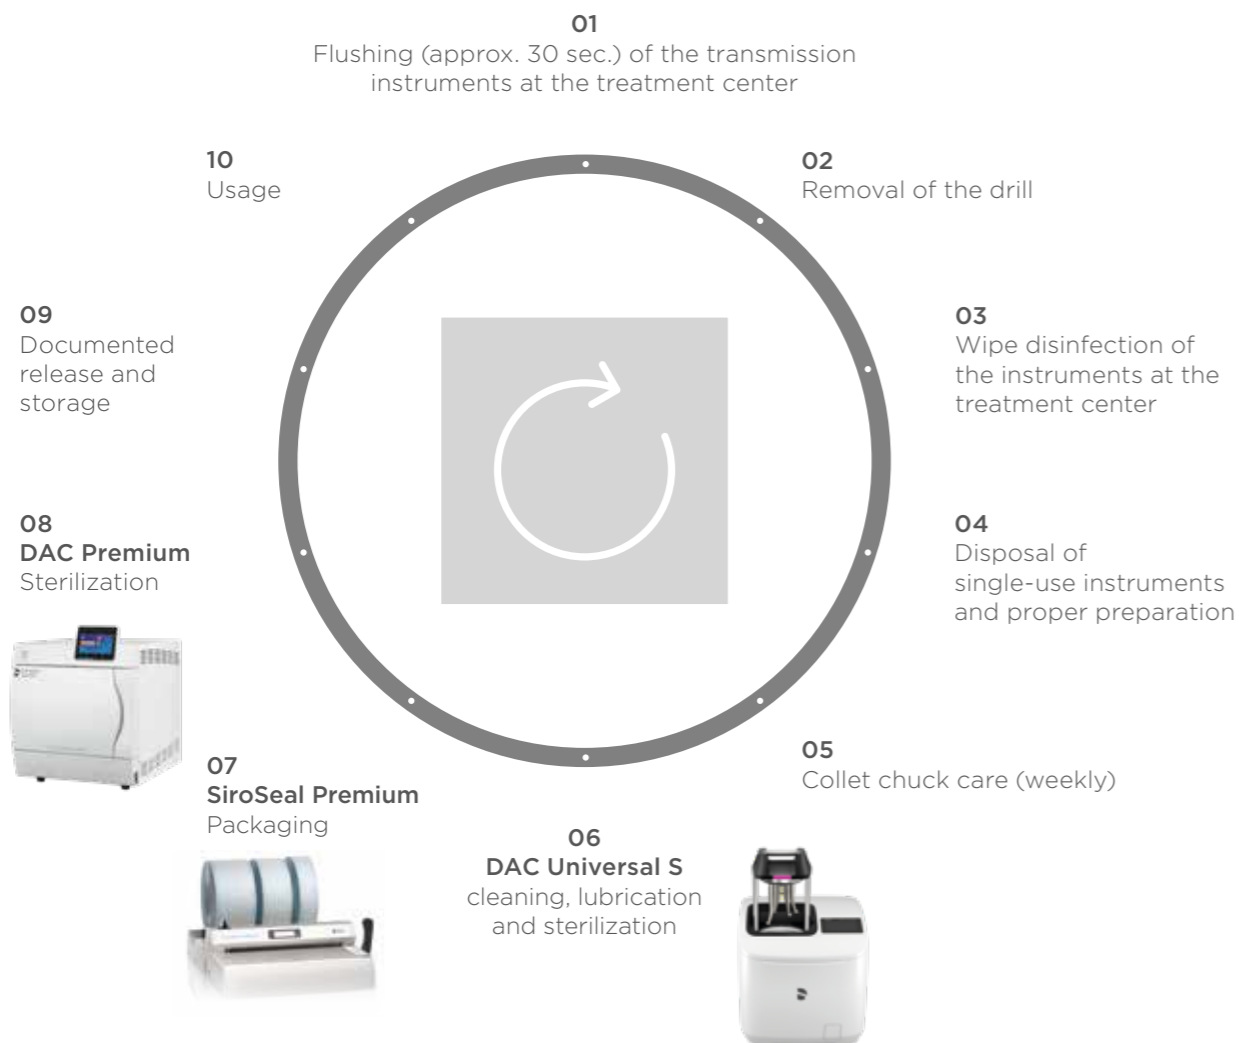 01
Flushing (approx. 30 sec.) of the transmission
instruments at the treatment center
02
Removal of the drill
03
Wipe disinfection of
the instruments at the
treatment center
04
Disposal of
single-use instruments
and proper preparation
05
Collet chuck care (weekly)
06
DAC Universal S
cleaning, lubrication
and sterilization
07
SiroSeal Premium
Packaging
08
DAC Premium
Sterilization
09
Documented
release and
storage
10
Usage